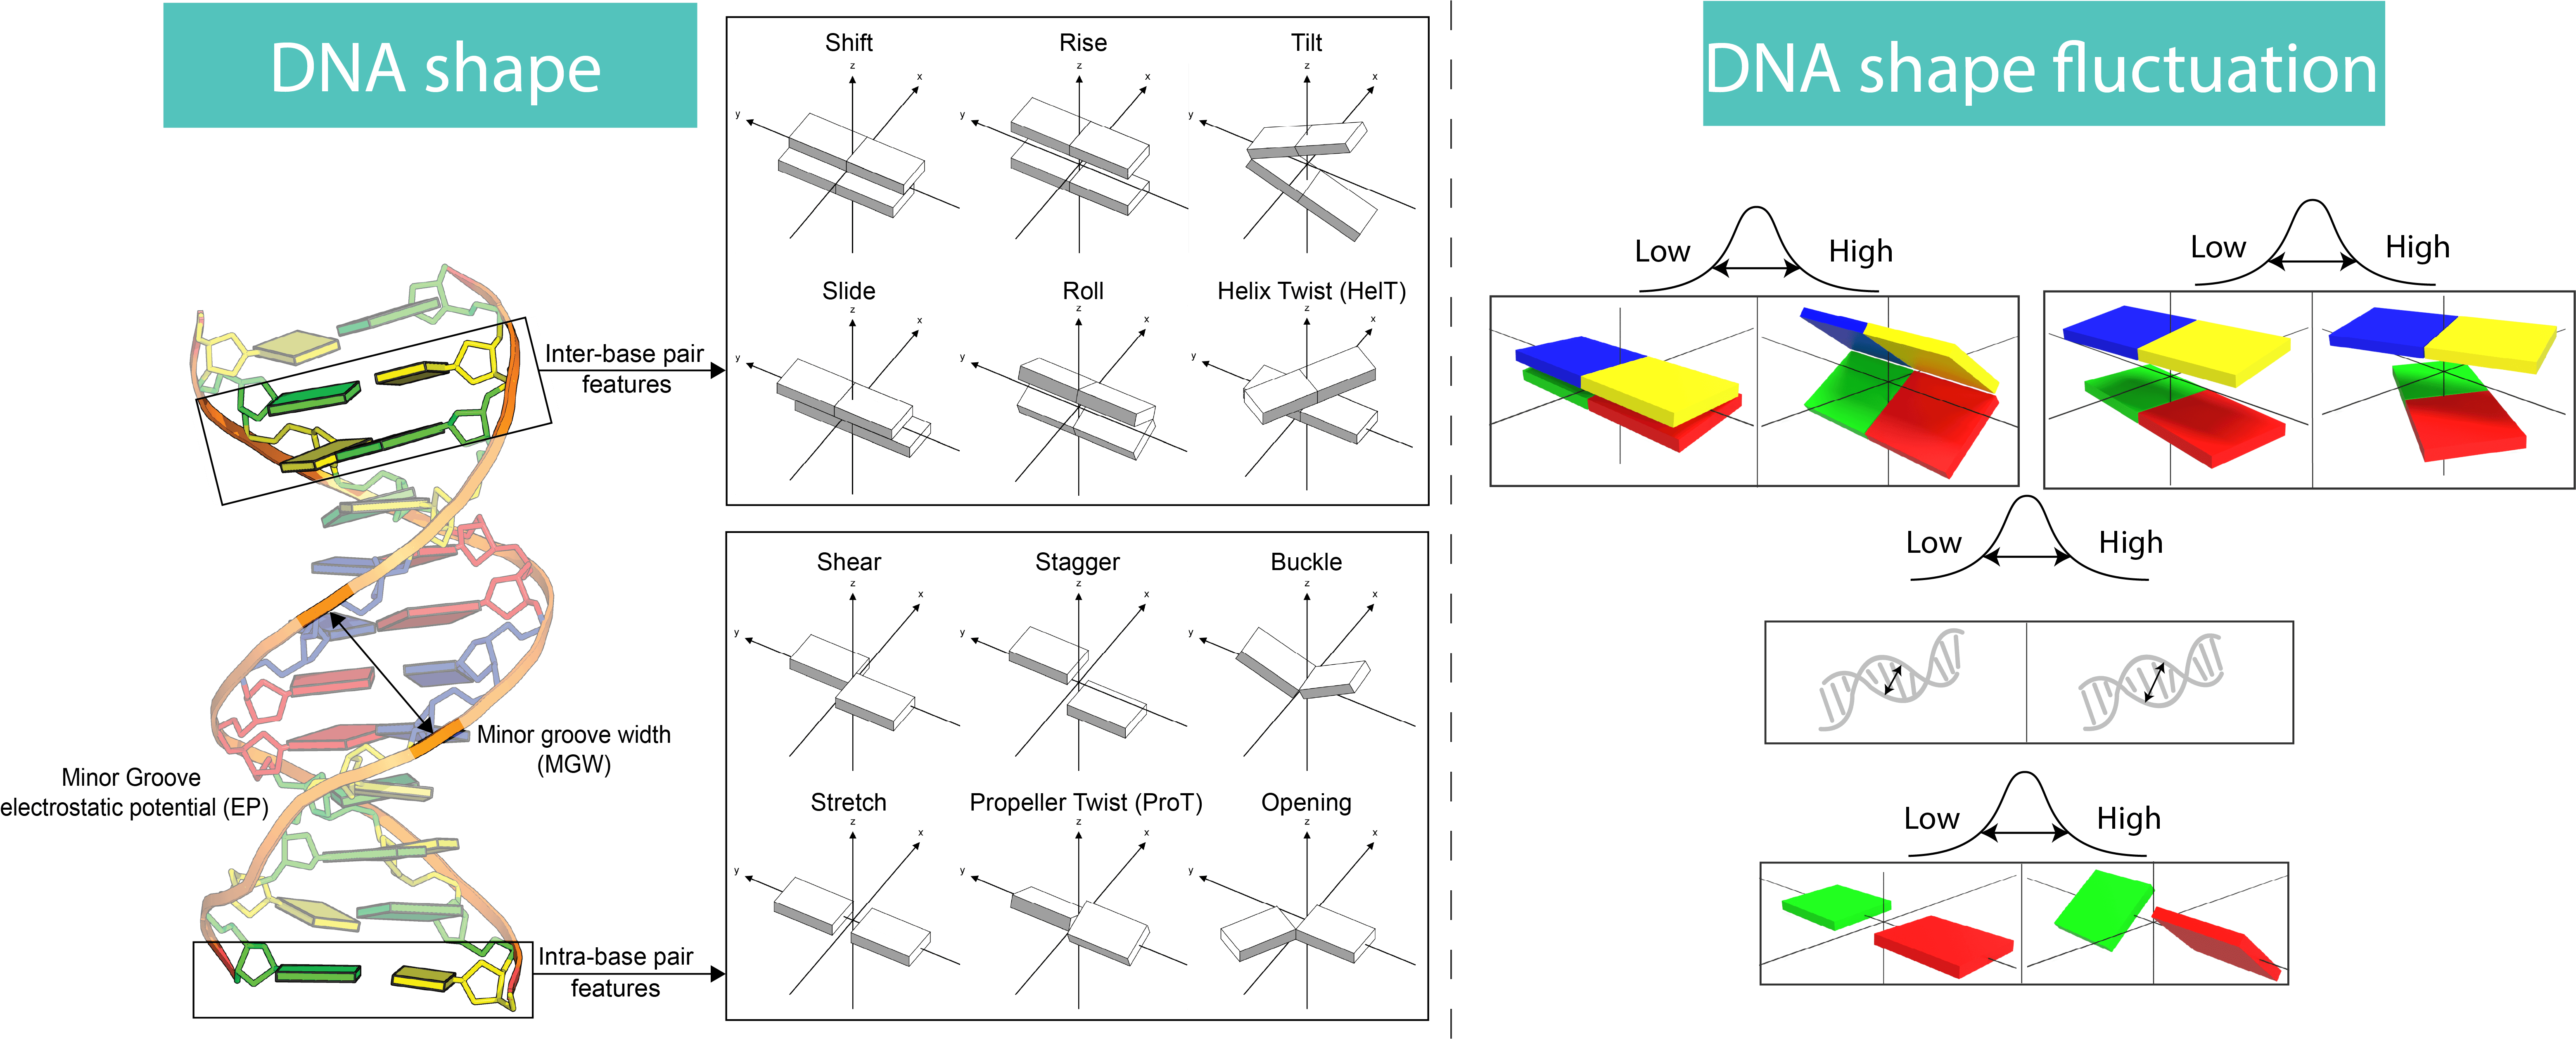 DNA shape
Minor groove width
(MGW)
Minor Groove
electrostatic potential (EP)
Inter-base pair
features
Intra-base pair
features
Shift
z
x
y
Rise
z
x
y
Tilt
z
x
y
Slide
z
x
y
Roll
z
x
y
Helix Twist (HelT)
z
x
y
Shear
z
x
y
Stagger
z
x
y
Buckle
z
x
y
Stretch
z
x
y
Propeller Twist (ProT)
z
x
y
Opening
z
x
y
DNA shape fluctuation
Low
High
Low
High
Low
High
Low
High